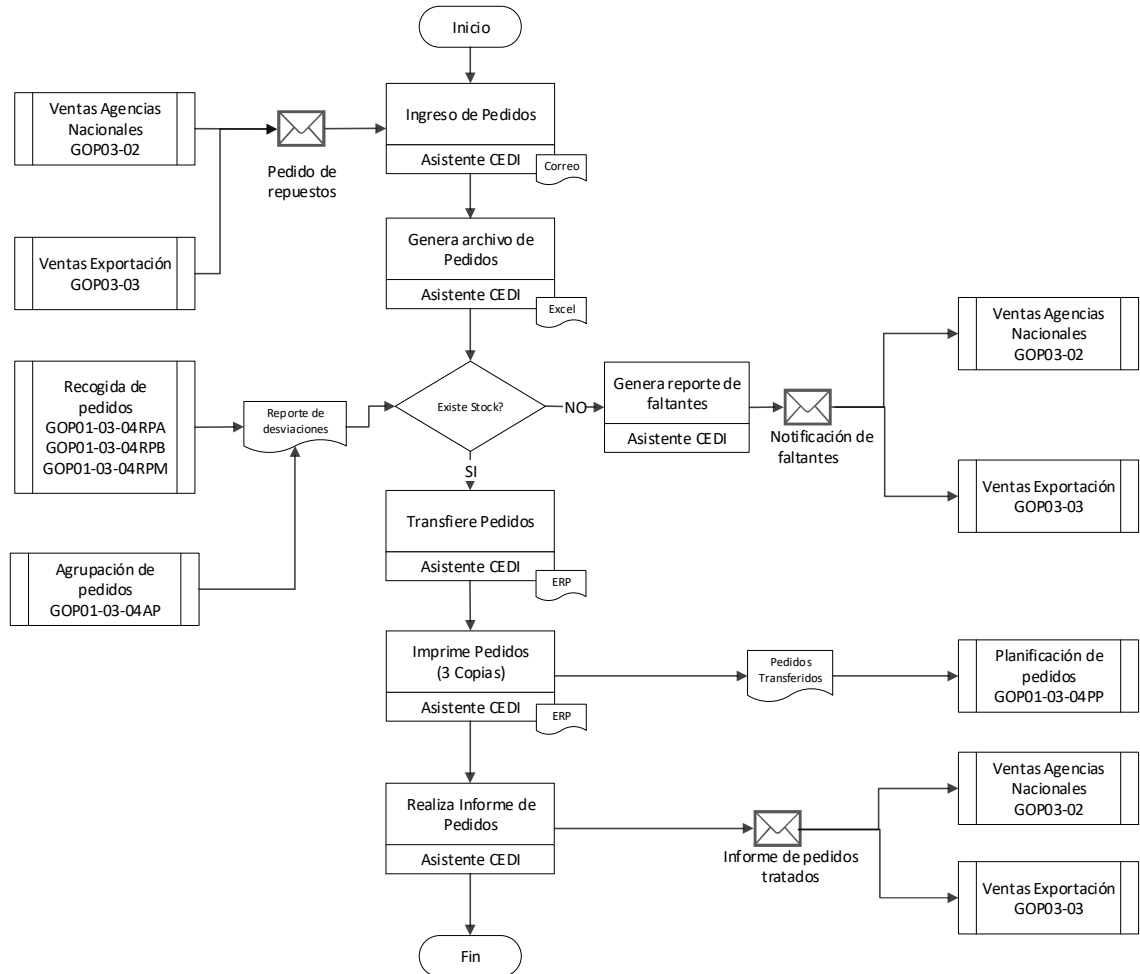 Inicio
Ventas Agencias
Nacionales
GOP03-02
Pedido de
repuestos
Ingreso de Pedidos
Asistente CEDI
Correo
Ventas Exportación
GOP03-03
Genera archivo de
Pedidos
Asistente CEDI
Excel
Recogida de
pedidos
GOP01-03-04RPA
GOP01-03-04RPB
GOP01-03-04RPM
Reporte de
desviaciones
Existe Stock?
NO
SI
Genera reporte de
faltantes
Asistente CEDI
Notificación de
faltantes
Ventas Agencias
Nacionales
GOP03-02
Ventas Exportación
GOP03-03
Agrupación de
pedidos
GOP01-03-04AP
Transfiere Pedidos
Asistente CEDI
ERP
Imprime Pedidos
(3 Copias)
Asistente CEDI
ERP
Pedidos
Transferidos
Planificación de
pedidos
GOP01-03-04PP
Realiza Informe de
Pedidos
Asistente CEDI
Informe de pedidos
tratados
Ventas Agencias
Nacionales
GOP03-02
Ventas Exportación
GOP03-03
Fin